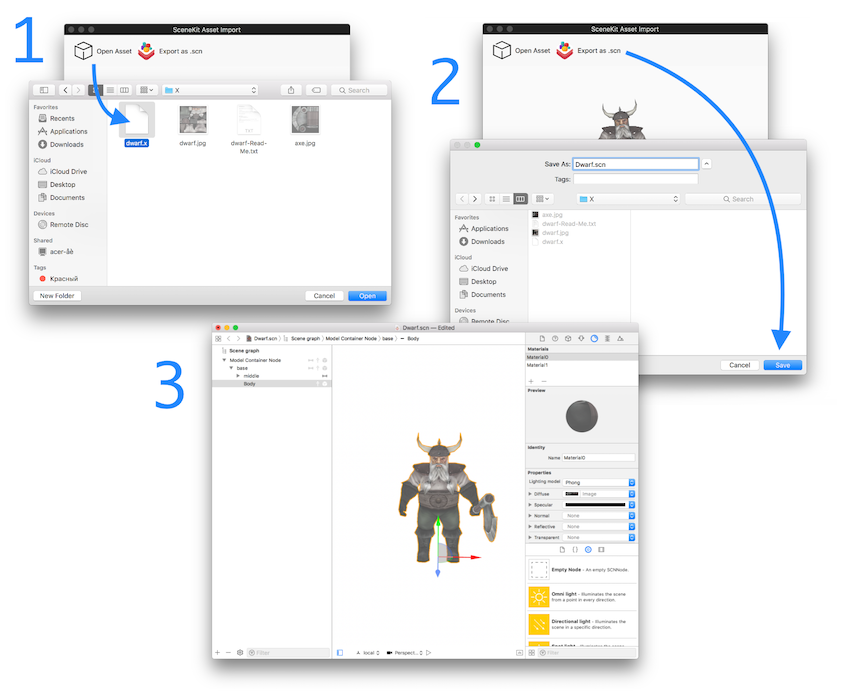 1
SceneKit Asset Import
Open Asset
Export as .scn
X
Search
Favorites
Recents
Applications
Downloads
iCloud
iCloud Drive
Desktop
Documents
Devices
Remote Disc
Shared
acer-åè
Tags
Красный
dwarf.x
dwarf.jpg
TXT
dwarf-Read-
Me.txt
axe.jpg
New Folder
Cancel
Open
2
SceneKit Asset Import
Open Asset
Export as .scn
Save As: Dwarf.scn
Tags:
X
Search
Favorites
Applications
Downloads
iCloud
iCloud Drive
Desktop
Documents
Devices
Remote Disc
axe.jpg
dwarf-Read-Me.txt
dwarf.jpg
dwarf.x
Cancel
Save
3
Dwarf.scn — Edited
Dwarf.scn
Scene graph
Model Container Node
base
Body
Scene graph
Model Container Node
base
middle
Body
Filter
local
Perspect...
Materials
Material0
Material1
Preview
Identity
Name Material0
Properties
Lighting model Phong
Diffuse Image
Specular
Normal None
Reflective None
Transparent None
Empty Node - An empty SCNNode.
Omni light - Illuminates the scene
from a point in every direction.
Directional light - Illuminates the
scene in a specific direction.
Spot light - Illuminates the scene
Filter